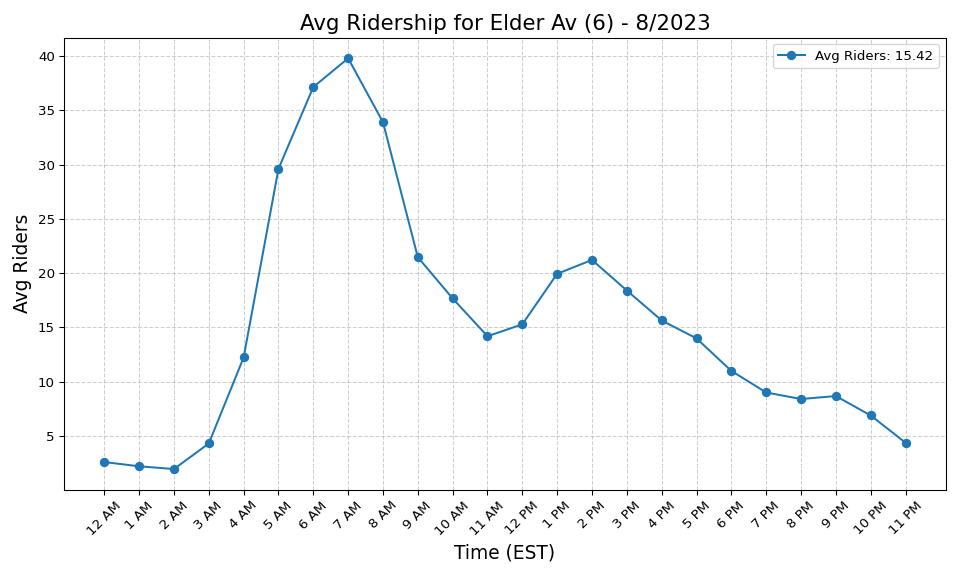 Avg Ridership for Elder Av (6) - 8/2023
Avg Riders: 15.42
Avg Riders
40
35
30
25
20
15
10
5
12 AM
1 AM
2 AM
3 AM
4 AM
5 AM
6 AM
7 AM
8 AM
9 AM
10 AM
11 AM
12 PM
1 PM
2 PM
3 PM
4 PM
5 PM
6 PM
7 PM
8 PM
9 PM
10 PM
11 PM
Time (EST)